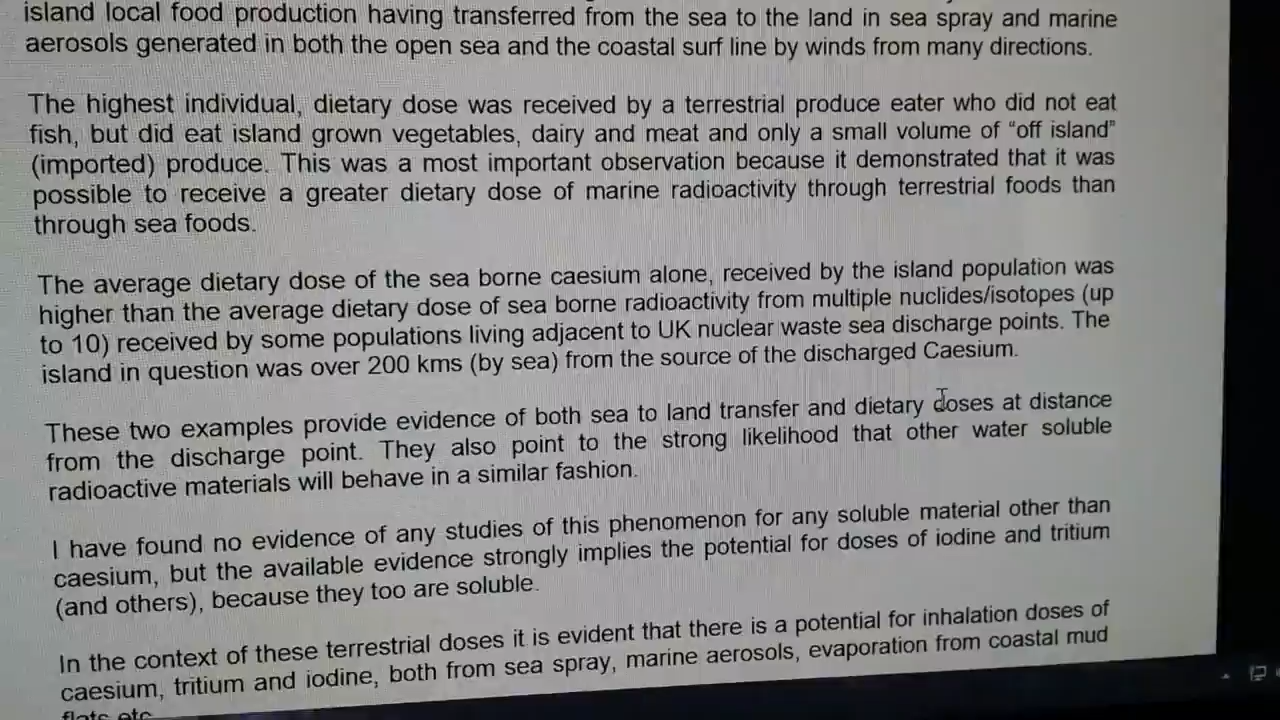 island local food production having transferred from the sea to the land in sea spray and marine
aerosols generated in both the open sea and the coastal surf line by winds from many directions.
The highest individual, dietary dose was received by a terrestrial produce eater who did not eat
fish, but did eat island grown vegetables, dairy and meat and only a small volume of “off island”
(imported) produce. This was a most important observation because it demonstrated that it was
possible to receive a greater dietary dose of marine radioactivity through terrestrial foods than
through sea foods.
The average dietary dose of the sea borne caesium alone, received by the island population was
higher than the average dietary dose of sea borne radioactivity from multiple nuclides/isotopes (up
to 10) received by some populations living adjacent to UK nuclear waste sea discharge points. The
island in question was over 200 kms (by sea) from the source of the discharged Caesium.
These two examples provide evidence of both sea to land transfer and dietary doses at distance
from the discharge point. They also point to the strong likelihood that other water soluble
radioactive materials will behave in a similar fashion.
I have found no evidence of any studies of this phenomenon for any soluble material other than
caesium, but the available evidence strongly implies the potential for doses of iodine and tritium
(and others), because they too are soluble.
In the context of these terrestrial doses it is evident that there is a potential for inhalation doses of
caesium, tritium and iodine, both from sea spray, marine aerosols, evaporation from coastal mud
flats etc